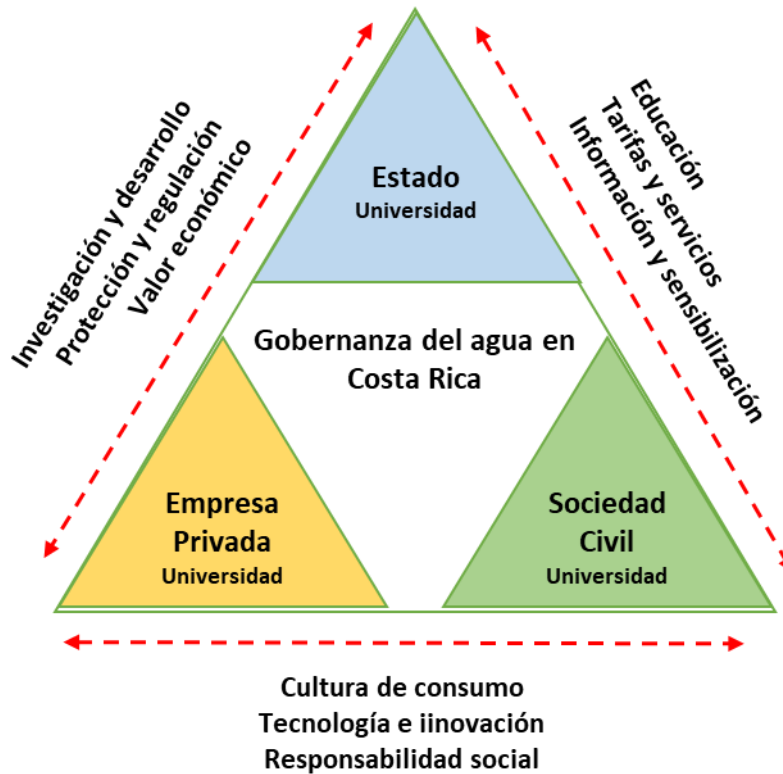 Estado
Universidad
Investigación y desarrollo
Protección y regulación
Valor económico
Educación
Tarifas y servicios
Información y sensibilización
Gobernanza del agua en
Costa Rica
Empresa
Privada
Universidad
Sociedad
Civil
Universidad
Cultura de consumo
Tecnología e iinovación
Responsabilidad social